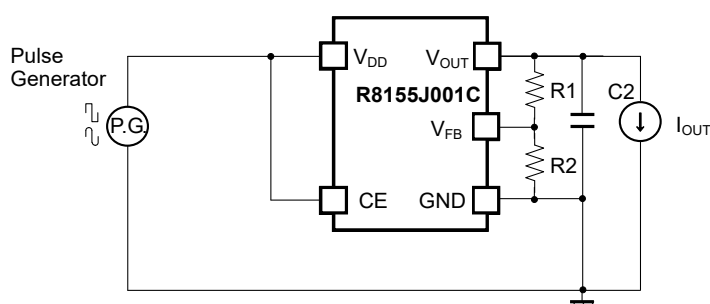 Pulse
Generator
P.G.
VDD
VOUT
R8155J001C
R1
C2
IOUT
VFB
R2
CE
GND